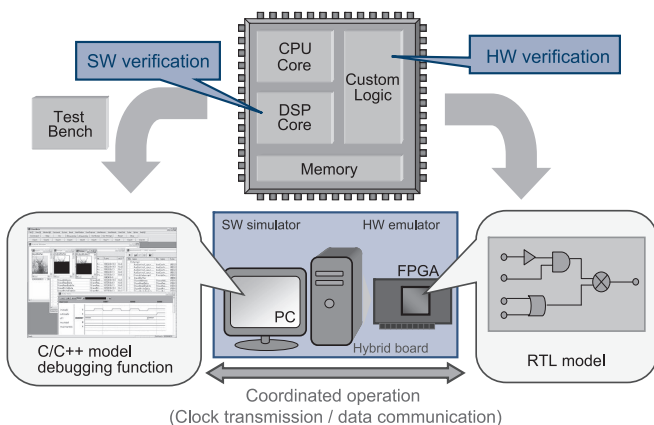 SW verification
CPU
Core
Custom
Logic
HW verification
DSP
Core
Test
Bench
Memory
SW simulator
HW emulator
FPGA
PC
Hybrid board
C/C++ model
debugging function
RTL model
Coordinated operation
(Clock transmission / data communication)